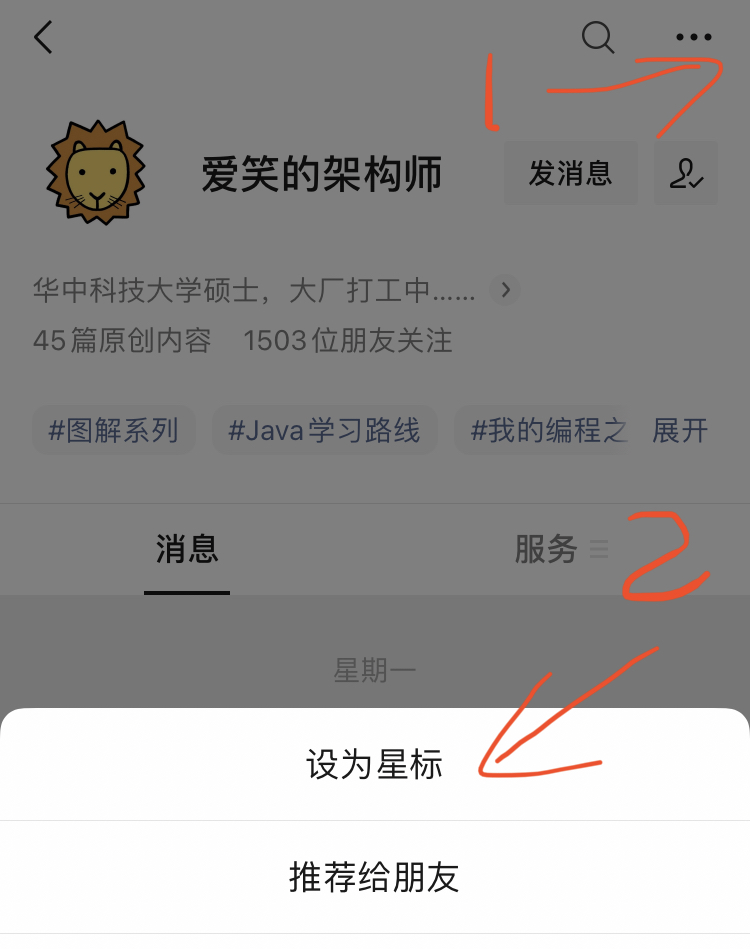 1
爱笑的架构师 发消息
华中科技大学硕士，大厂打工中......
45篇原创内容 1503位朋友关注
#图解系列 #Java学习路线 #我的编程之 展开
消息 服务
2
星期一
设为星标
推荐给朋友